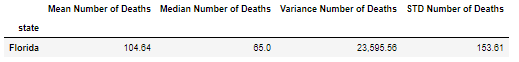 Mean Number of Deaths Median Number of Deaths Variance Number of Deaths STD Number of Deaths
state
Florida 104.64 65.0 23,595.56 153.61